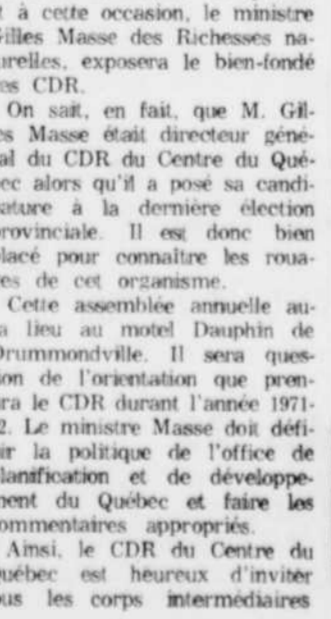 t à cette occasion, le ministre
Gilles Masse des Richesses na-
urelles, exposera le bien-fondé
es CDR.
On sait, en fait, que M. Gil-
es Masse était directeur géné-
al du CDR du Centre du Qué-
ec alors qu'il a posé sa candi-
ature à la dernière élection
provinciale. Il est donc bien
placé pour connaître les roua-
es de cet organisme.
Cette assemblée annuelle au-
a lieu au motel Dauphin de
Drummondville. Il sera ques-
ion de l'orientation que pren-
ra le CDR durant l'année 1971-
2. Le ministre Masse doit défi-
ir la politique de l'office de
lanification et de développe-
ment du Québec et faire les
ommentaires appropriés.
Ainsi, le CDR du Centre du
Québec est heureux d'inviter
ous les corps intermédiaires